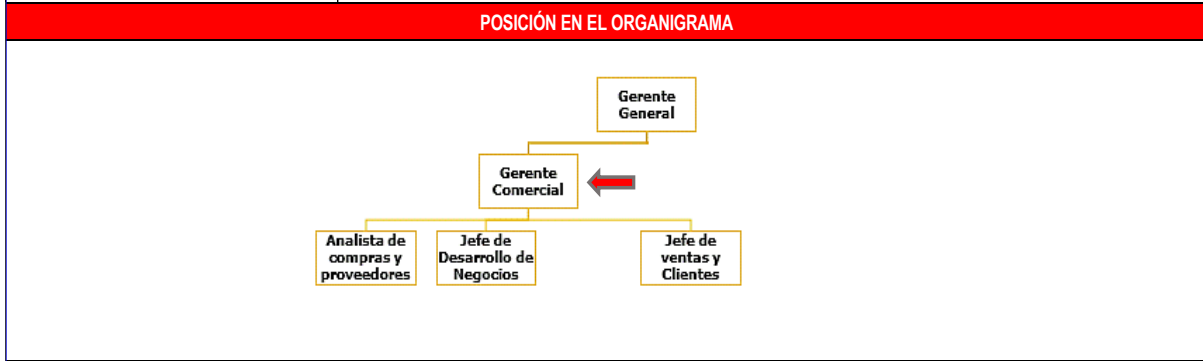 POSICIÓN EN EL ORGANIGRAMA
Gerente
General
Gerente
Comercial
Analista de
compras y
proveedores
Jefe de
Desarrollo de
Negocios
Jefe de
ventas y
Clientes